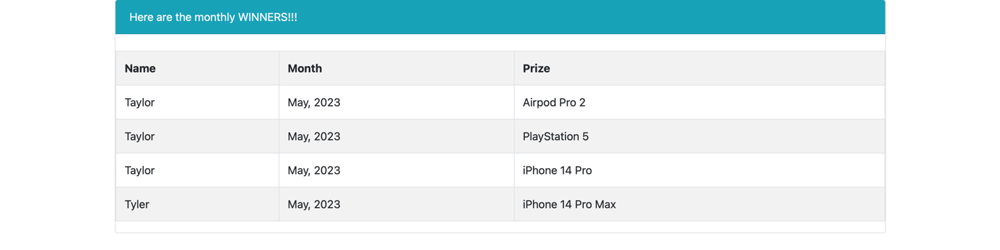 Here are the monthly WINNERS!!!
Name Month Prize
Taylor May, 2023 Airpod Pro 2
Taylor May, 2023 PlayStation 5
Taylor May, 2023 iPhone 14 Pro
Tyler May, 2023 iPhone 14 Pro Max